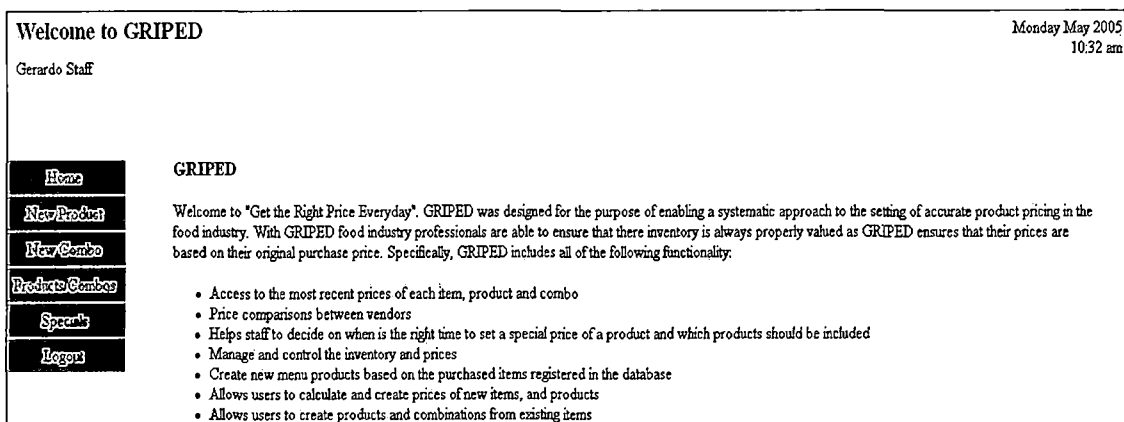 Welcome to GRIPED
Monday May 2005
10:32 am
Gerardo Staff
Home
New Product
New Combo
Products/Combos
Specials
Logout
GRIPED
Welcome to "Get the Right Price Everyday". GRIPED was designed for the purpose of enabling a systematic approach to the setting of accurate product pricing in the
food industry. With GRIPED food industry professionals are able to ensure that there inventory is always properly valued as GRIPED ensures that their prices are
based on their original purchase price. Specifically, GRIPED includes all of the following functionality:
• Access to the most recent prices of each item, product and combo
• Price comparisons between vendors
• Helps staff to decide on when is the right time to set a special price of a product and which products should be included
• Manage and control the inventory and prices
• Create new menu products based on the purchased items registered in the database
• Allows users to calculate and create prices of new items, and products
• Allows users to create products and combinations from existing items